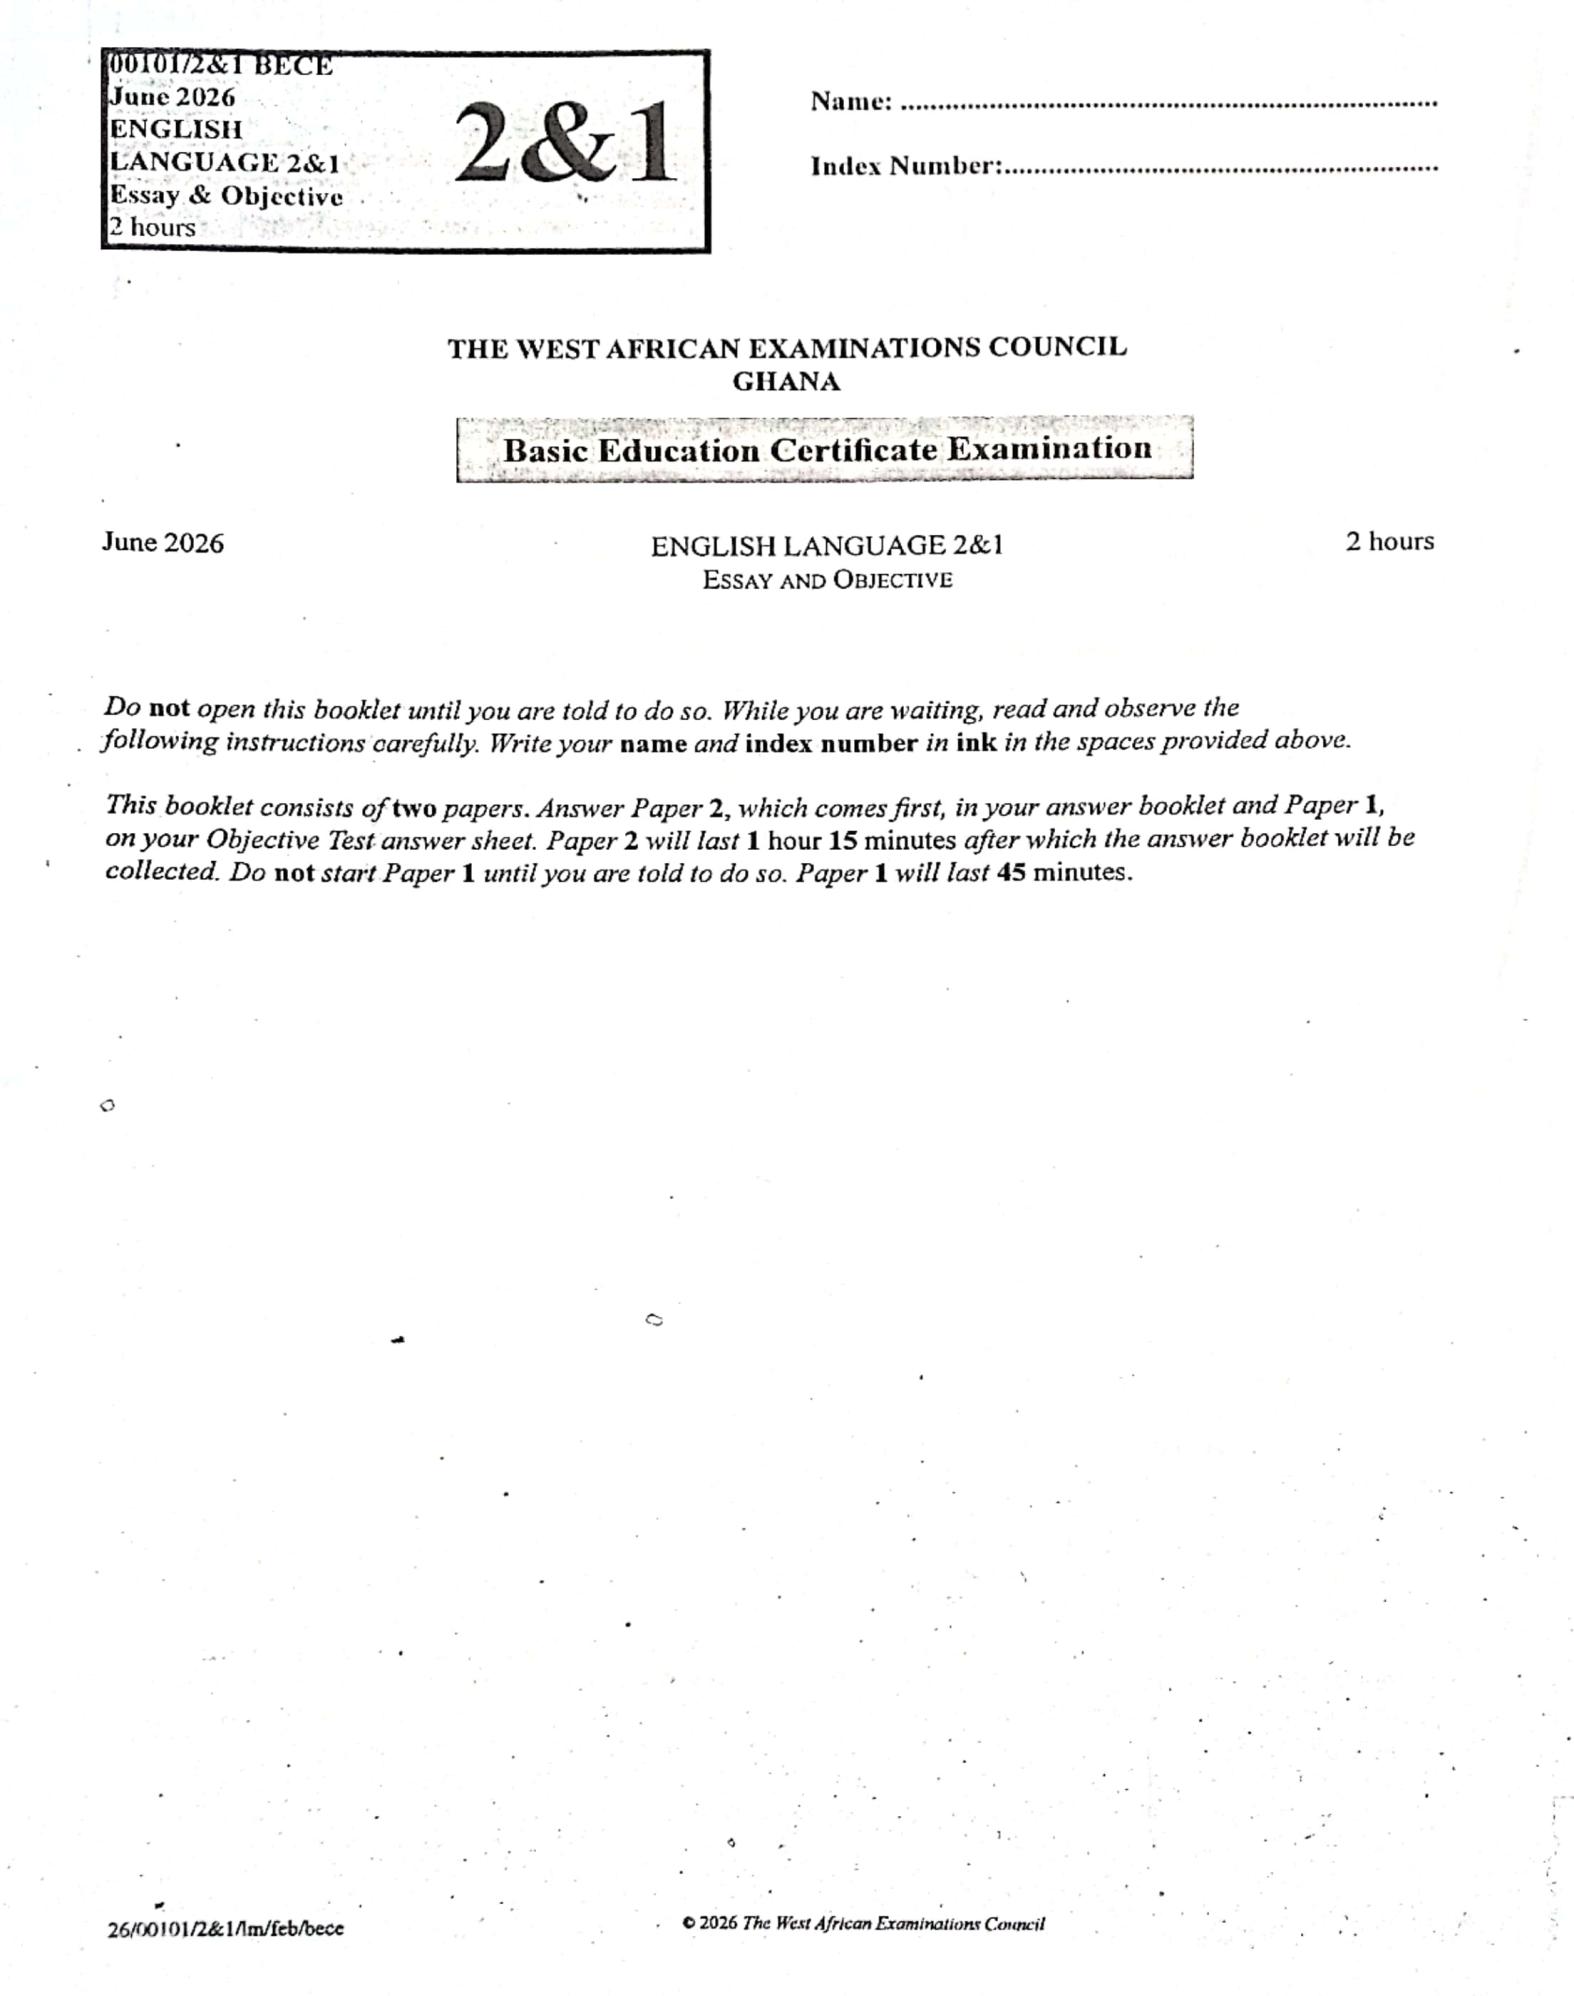 00101/2&1 BECE
June 2026
ENGLISH
LANGUAGE 2&1
Essay & Objective
2 hours
2&1
Name: ................................................................................
Index Number:................................................................
THE WEST AFRICAN EXAMINATIONS COUNCIL
GHANA
Basic Education Certificate Examination
June 2026
ENGLISH LANGUAGE 2&1
2 hours
ESSAY AND OBJECTIVE
Do not open this booklet until you are told to do so. While you are waiting, read and observe the
following instructions carefully. Write your name and index number in ink in the spaces provided above.
This booklet consists of two papers. Answer Paper 2, which comes first, in your answer booklet and Paper 1,
on your Objective Test answer sheet. Paper 2 will last 1 hour 15 minutes after which the answer booklet will be
collected. Do not start Paper 1 until you are told to do so. Paper 1 will last 45 minutes.
26/00101/2&1/lm/feb/bece
© 2026 The West African Examinations Council